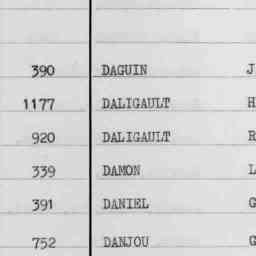 390 DAGUIN J
1177 DALIGAULT H
920 DALIGAULT R
339 DAMON L
391 DANIEL G
752 DANJOU G